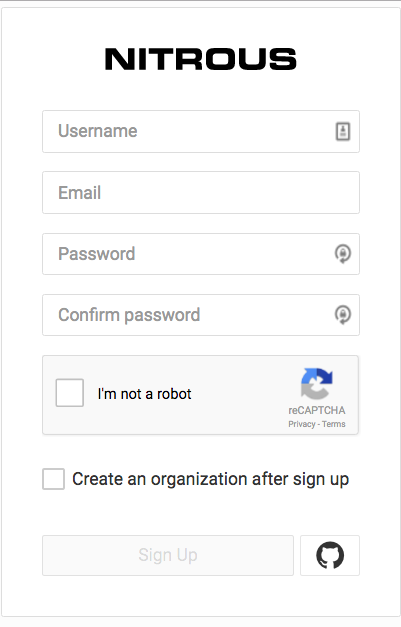 NITROUS
Username
Email
Password
Confirm password
I'm not a robot
reCAPTCHA
Privacy - Terms
Create an organization after sign up
Sign Up